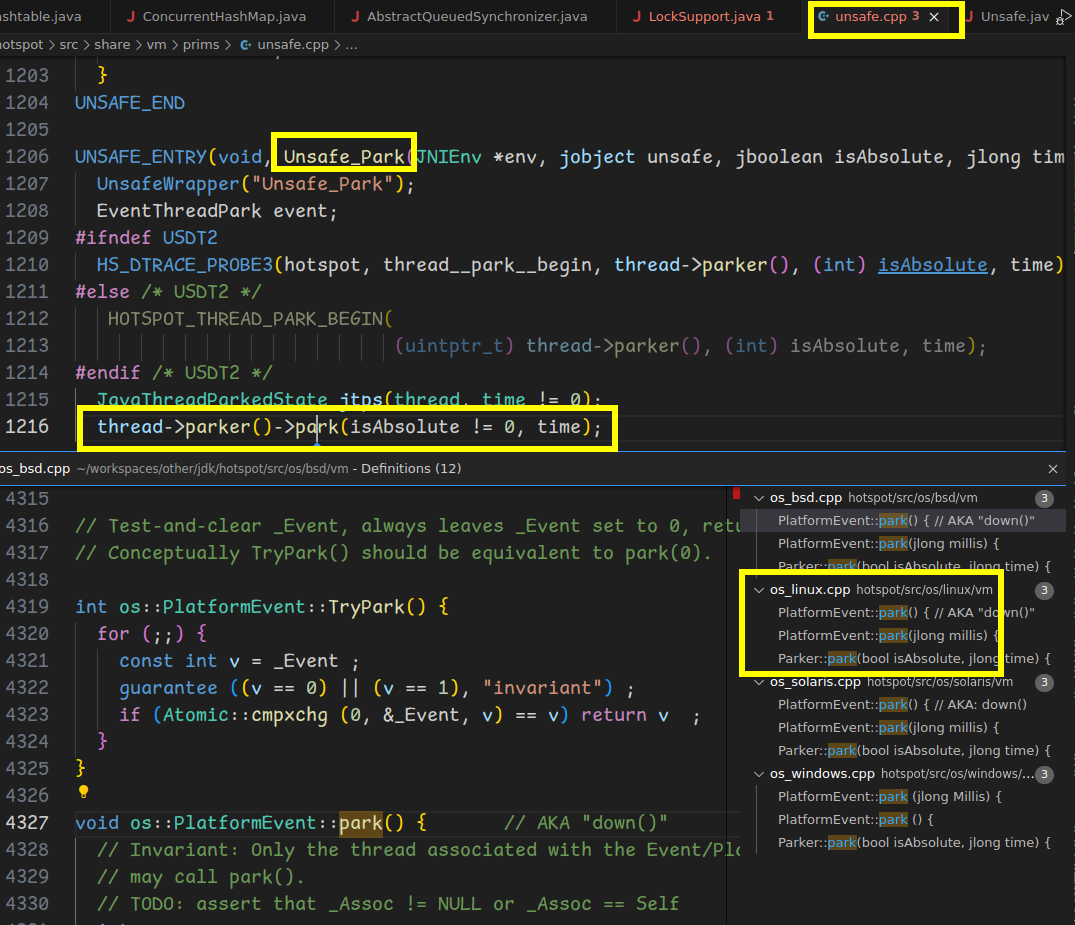 ashtable.java
J ConcurrentHashMap.java
J AbstractQueuedSynchronizer.java
J LockSupport.java 1
unsafe.cpp 3 ×
J Unsafe.jav
otspot > src > share > vm > prims > unsafe.cpp > ...
1203 }
1204 UNSAFE_END
1205
1206 UNSAFE_ENTRY(void, Unsafe_Park(JNIEnv *env, jobject unsafe, jboolean isAbsolute, jlong tim
1207 UnsafeWrapper("Unsafe_Park");
1208 EventThreadPark event;
1209 #ifndef USDT2
1210 HS_DTRACE_PROBE3(hotspot, thread__park__begin, thread->parker(), (int) isAbsolute, time)
1211 #else /* USDT2 */
1212 HOTSPOT_THREAD_PARK_BEGIN(
1213 (uintptr_t) thread->parker(), (int) isAbsolute, time);
1214 #endif /* USDT2 */
1215 JavaThreadParkedState jtps(thread, time != 0);
1216 thread->parker()->park(isAbsolute != 0, time);
os_bsd.cpp ~/workspaces/other/jdk/hotspot/src/os/bsd/vm - Definitions (12) ×
4315
4316 // Test-and-clear _Event, always leaves _Event set to 0, retu
4317 // Conceptually TryPark() should be equivalent to park(0).
4318
4319 int os::PlatformEvent::TryPark() {
4320 for (;;) {
4321 const int v = _Event ;
4322 guarantee ((v == 0) || (v == 1), "invariant") ;
4323 if (Atomic::cmpxchg (0, &_Event, v) == v) return v ;
4324 }
4325 }
4326
4327 void os::PlatformEvent::park() { // AKA "down()"
4328 // Invariant: Only the thread associated with the Event/Pla
4329 // may call park().
4330 // TODO: assert that _Assoc != NULL or _Assoc == Self
os_bsd.cpp hotspot/src/os/bsd/vm 3
PlatformEvent::park() { // AKA "down()"
PlatformEvent::park(jlong millis) {
Parker::park(bool isAbsolute, jlong time) {
os_linux.cpp hotspot/src/os/linux/vm 3
PlatformEvent::park() { // AKA "down()"
PlatformEvent::park(jlong millis) {
Parker::park(bool isAbsolute, jlong time) {
os_solaris.cpp hotspot/src/os/solaris/vm 3
PlatformEvent::park() { // AKA: down()
PlatformEvent::park(jlong millis) {
Parker::park(bool isAbsolute, jlong time) {
os_windows.cpp hotspot/src/os/windows/... 3
PlatformEvent::park (jlong Millis) {
PlatformEvent::park () {
Parker::park(bool isAbsolute, jlong time) {